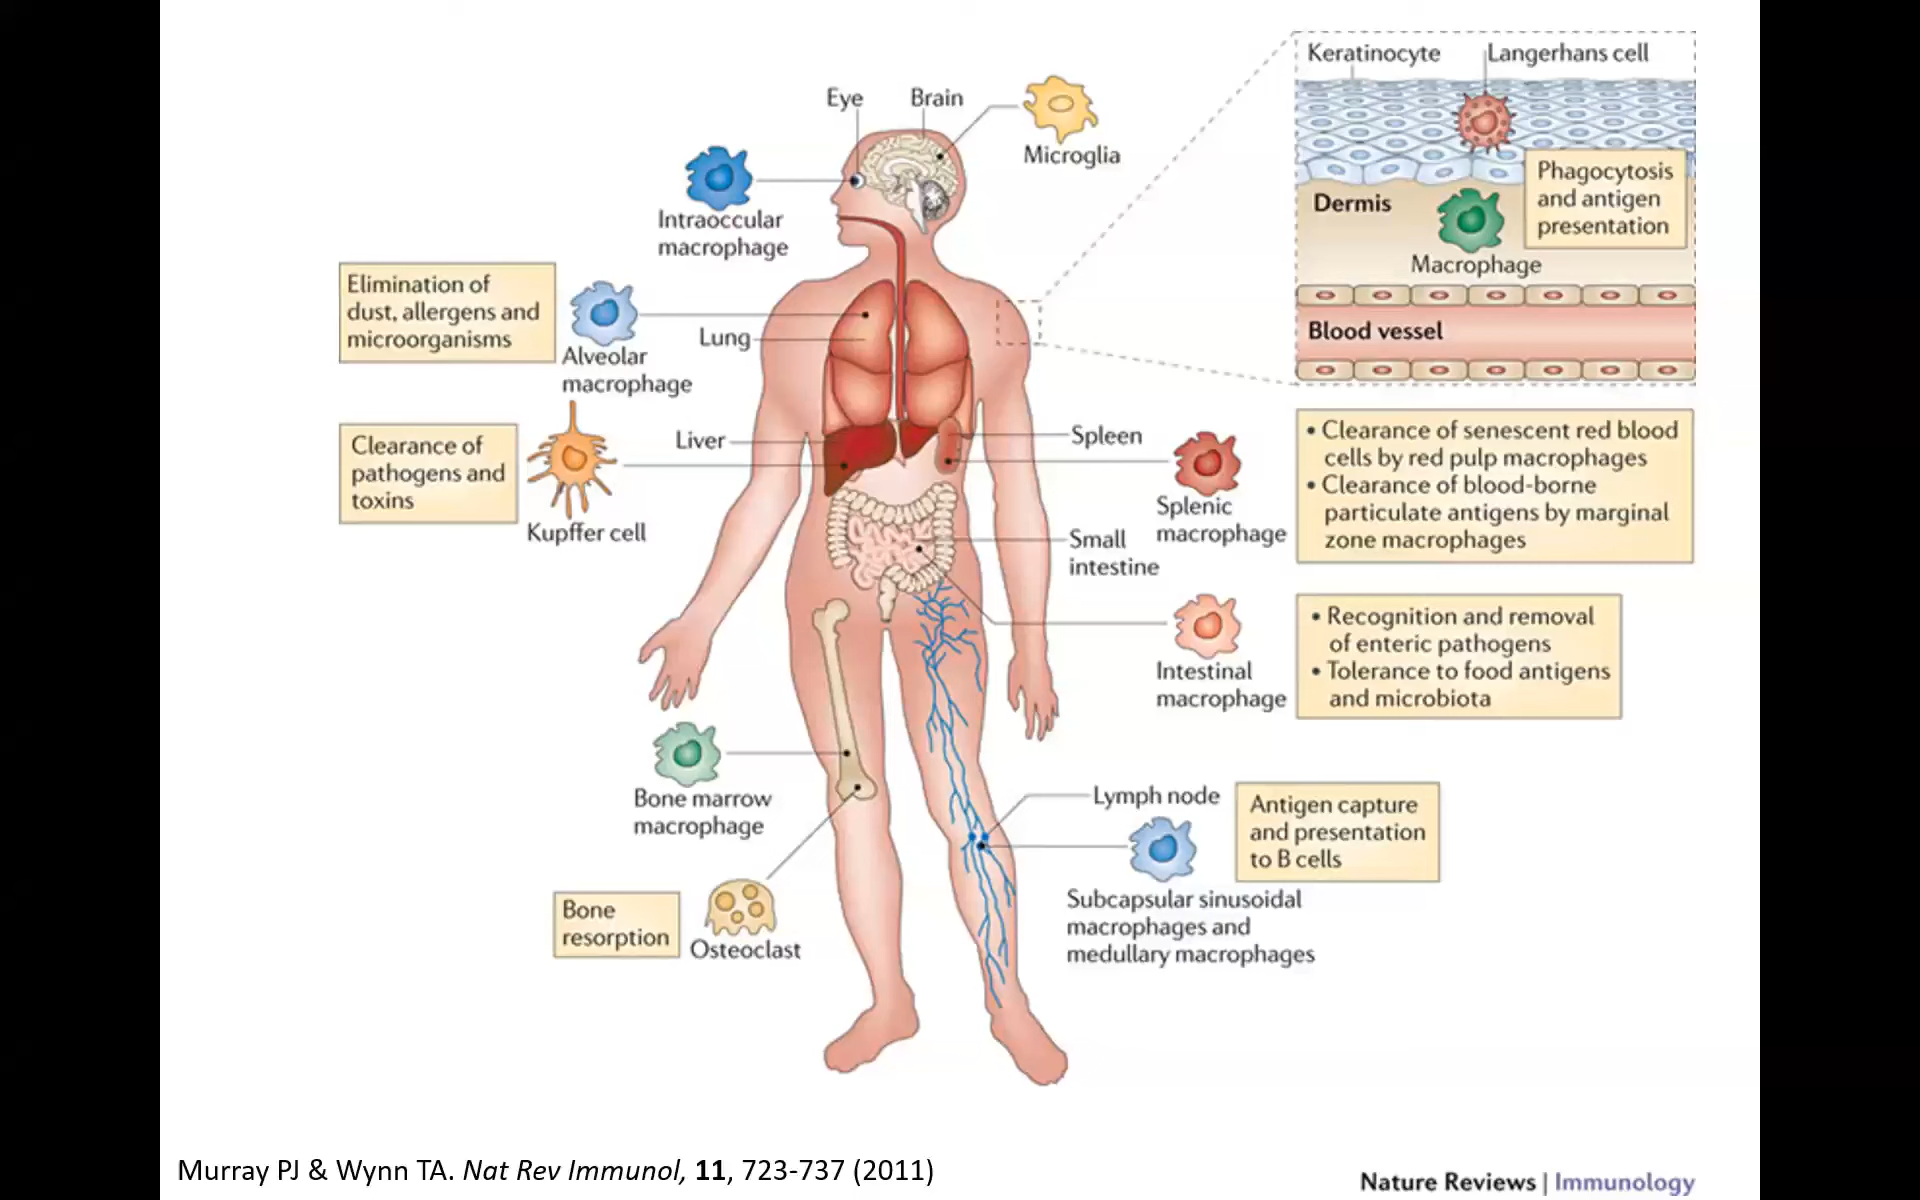 Keratinocyte
Langerhans cell
Phagocytosis
and antigen
presentation
Dermis
Macrophage
Blood vessel
Eye
Brain
Microglia
Intraoccular
macrophage
Elimination of
dust, allergens and
microorganisms
Alveolar
macrophage
Lung
Clearance of
pathogens and
toxins
Kupffer cell
Liver
Spleen
Splenic
macrophage
• Clearance of senescent red blood
cells by red pulp macrophages
• Clearance of blood-borne
particulate antigens by marginal
zone macrophages
Small
intestine
Intestinal
macrophage
• Recognition and removal
of enteric pathogens
• Tolerance to food antigens
and microbiota
Bone marrow
macrophage
Bone
resorption
Osteoclast
Lymph node
Antigen capture
and presentation
to B cells
Subcapsular sinusoidal
macrophages and
medullary macrophages
Murray PJ & Wynn TA. Nat Rev Immunol, 11, 723-737 (2011)
Nature Reviews | Immunology